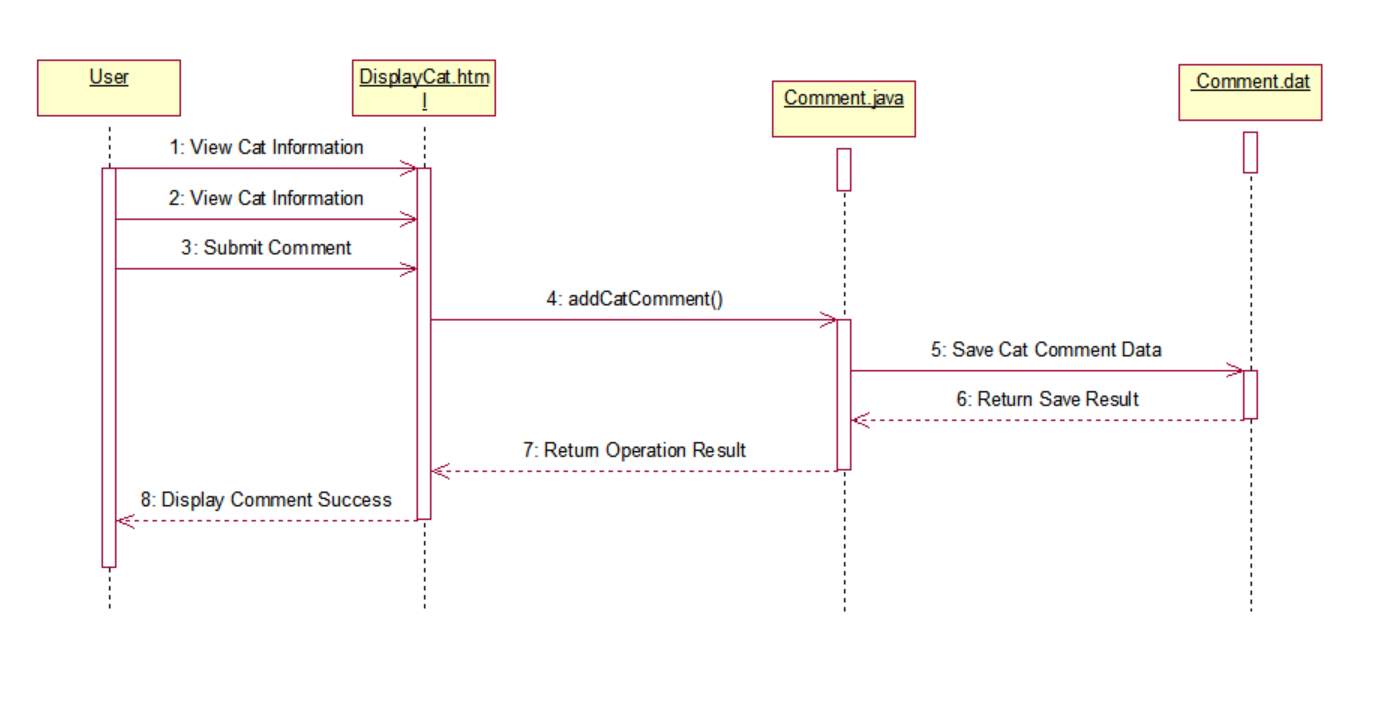 User
DisplayCat.htm
l
Comment.java
Comment.dat
1: View Cat Information
2: View Cat Information
3: Submit Comment
4: addCatComment()
5: Save Cat Comment Data
6: Return Save Result
7: Return Operation Result
8: Display Comment Success